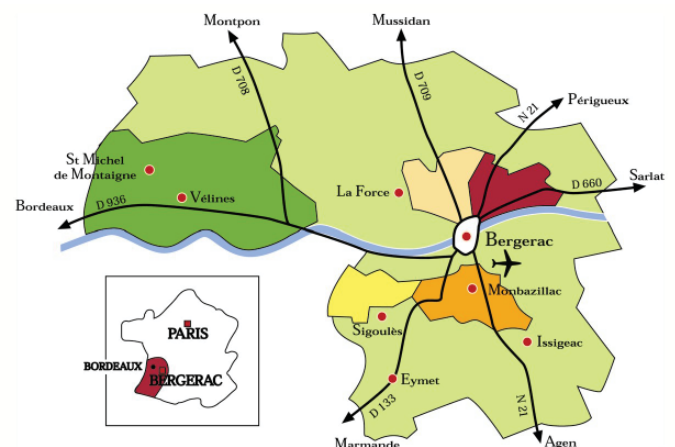 Montpon
Mussidan
D 708
D 709
N 21
Périgueux
St Michel
de Montaigne
Vélines
La Force
D 660
Sarlat
Bordeaux
D 936
Bergerac
Monbazillac
Sigoulès
Issigeac
Eymet
D 133
N 21
Marmande
Agen
PARIS
BORDEAUX
BERGERAC